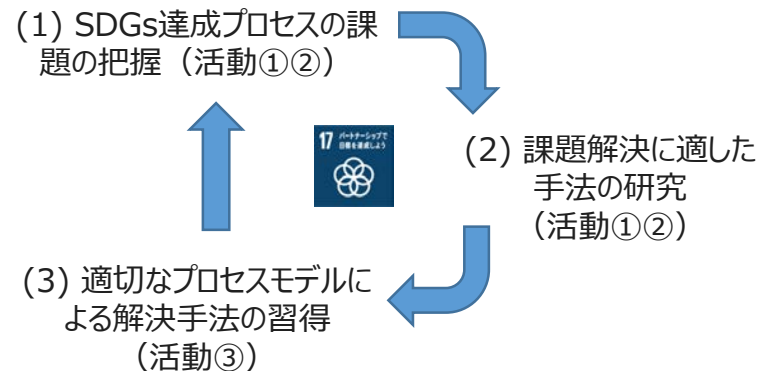 (1) SDGs達成プロセスの課
題の把握（活動①②）
17 パートナーシップで
目標を達成しよう
(2) 課題解決に適した
手法の研究
（活動①②）
(3) 適切なプロセスモデルに
よる解決手法の習得
（活動③）